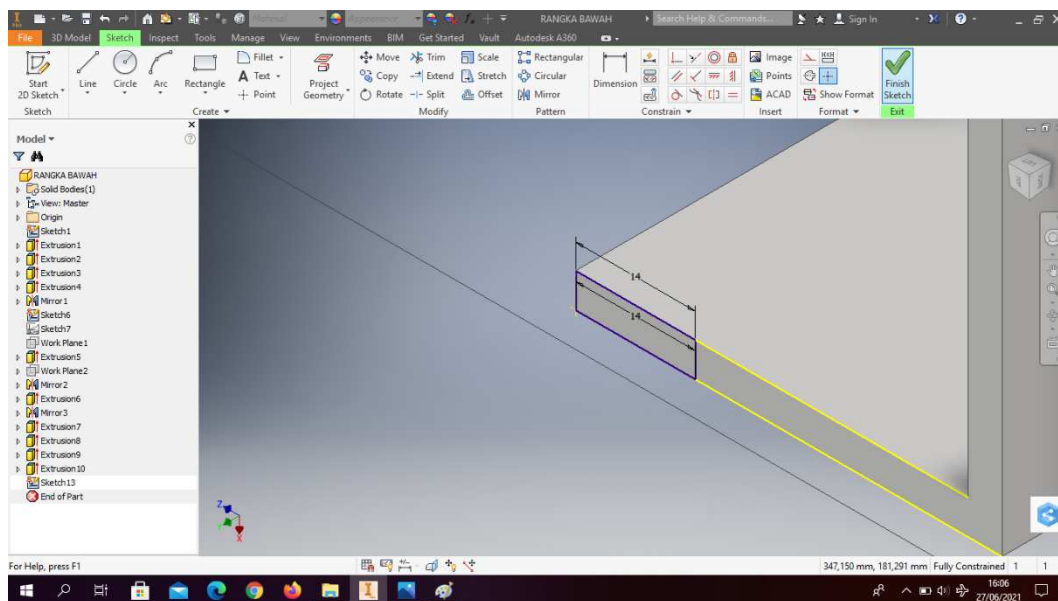 PRO
Material
Appearance
RANGKA BAWAH
Search Help & Commands...
Sign In
File 3D Model Sketch Inspect Tools Manage View Environments BIM Get Started Vault Autodesk A360
Start 2D Sketch
Line
Circle
Arc
Rectangle
Fillet
Text
Point
Project Geometry
Move
Copy
Rotate
Trim
Extend
Split
Scale
Stretch
Offset
Rectangular
Circular
Mirror
Dimension
Image
Points
ACAD
Show Format
Finish Sketch
Sketch Create Modify Pattern Constrain Insert Format Exit
Model
RANGKA BAWAH
Solid Bodies(1)
View: Master
Origin
Sketch1
Extrusion1
Extrusion2
Extrusion3
Extrusion4
Mirror1
Sketch6
Sketch7
Work Plane1
Extrusion5
Work Plane2
Mirror2
Extrusion6
Mirror3
Extrusion7
Extrusion8
Extrusion9
Extrusion10
Sketch13
End of Part
14
14
Z
Y
X
For Help, press F1
347,150 mm, 181,291 mm Fully Constrained 1 1
16:06
27/06/2021